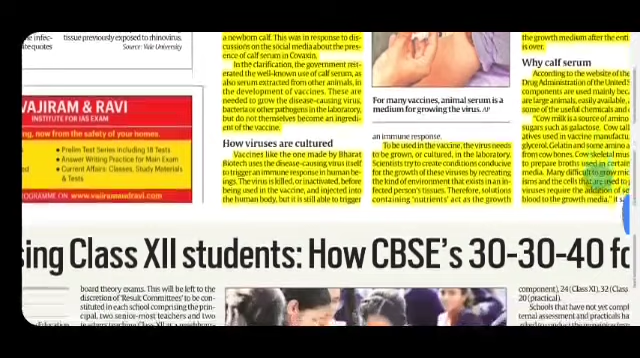 tissue previously exposed to rhinovirus.
Source: Yale University
VAJIRAM & RAVI
INSTITUTE FOR IAS EXAM
ng, now from the safety of your homes.
• Prelim Test Series including 18 Tests
• Answer Writing Practice for Main Exam
• Current Affairs: Classes, Study Materials
& Tests
PROGRAMME ON www.vajiramandravi.com
a newborn calf. This was in response to dis-
cussions on the social media about the pres-
ence of calf serum in Covaxin.
In the clarification, the government reit-
erated the well-known use of calf serum, as
also serum extracted from other animals, in
the development of vaccines. These are
needed to grow the disease-causing virus,
bacteria or other pathogens in the laboratory,
but do not themselves become an ingredi-
ent of the vaccine.
How viruses are cultured
Vaccines like the one made by Bharat
Biotech uses the disease-causing virus itself
to trigger an immune response in human be-
ings. The virus is killed, or inactivated, before
being used in the vaccine, and injected into
the human body, but it is still able to trigger
For many vaccines, animal serum is a
medium for growing the virus. AP
an immune response.
To be used in the vaccine, the virus needs
to be grown, or cultured, in the laboratory.
Scientists try to create conditions conducive
for the growth of these viruses by recreating
the kind of environment that exists in an in-
fected person's tissues. Therefore, solutions
containing 'nutrients' act as the growth
the growth medium after the enti
is over.
Why calf serum
According to the website of the
Drug Administration of the United S
components are used mainly beca
are large animals, easily available, a
some of the useful chemicals and e
"Cow milk is a source of amino
sugars such as galactose. Cow tall
atives used in vaccine manufactu
glycerol. Gelatin and some amino a
from cow bones. Cow skeletal mus
to prepare broths used in certain
media. Many difficult to grow mic
isms and the cells that are used to p
viruses require the addition of se
blood to the growth media," it sa
sing Class XII students: How CBSE's 30-30-40 fo
board theory exams. This will be left to the
discretion of 'Result Committees' to be con-
stituted in each school comprising the prin-
cipal, two senior-most teachers and two
component), 24 (Class XI), 32 (Class
20 (practical).
Schools that have not yet compl
ternal assessment and practicals ha